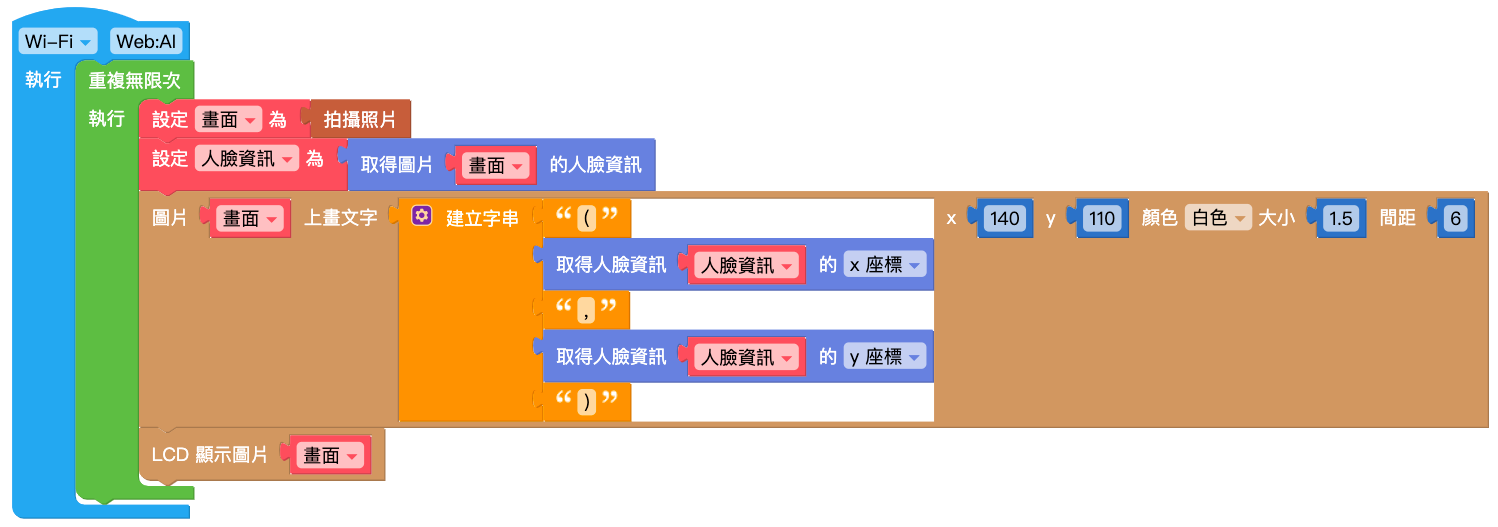 Wi-Fi Web:AI
執行 重複無限次
執行 設定 畫面 為 拍攝照片
設定 人臉資訊 為 取得圖片 畫面 的人臉資訊
圖片 畫面 上畫文字 建立字串 “ ( ” x 140 y 110 顏色 白色 大小 1.5 間距 6
取得人臉資訊 人臉資訊 的 x 座標
“ , ”
取得人臉資訊 人臉資訊 的 y 座標
“ ) ”
LCD 顯示圖片 畫面